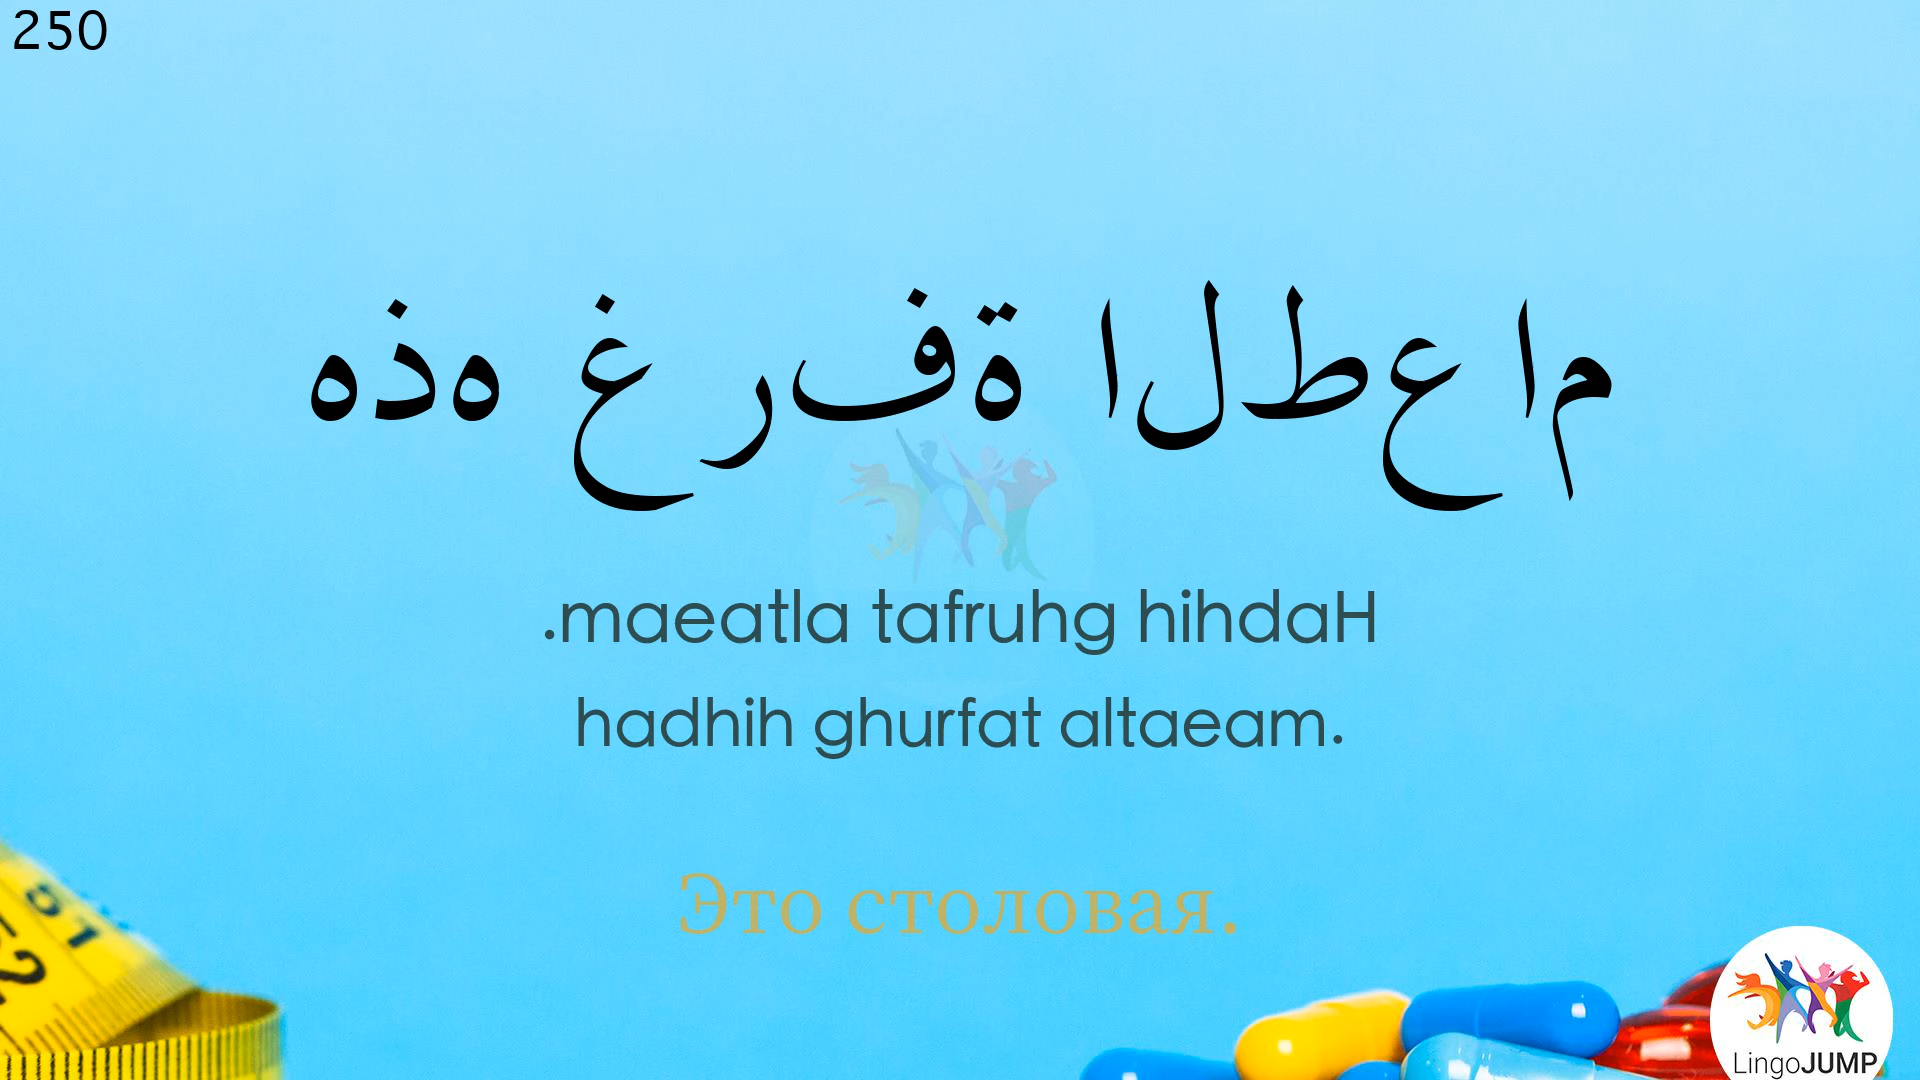 250
هذه غرفة الطعام
.maeatla tafruhg hihdaH
hadhih ghurfat altaeam.
Это столовая.
LingoJUMP